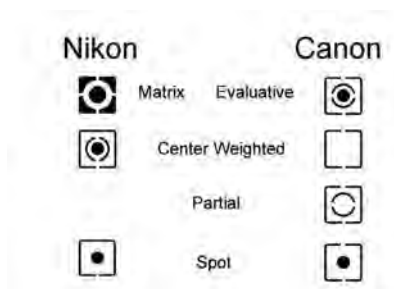 Nikon Canon
Matrix Evaluative
Center Weighted
Partial
Spot